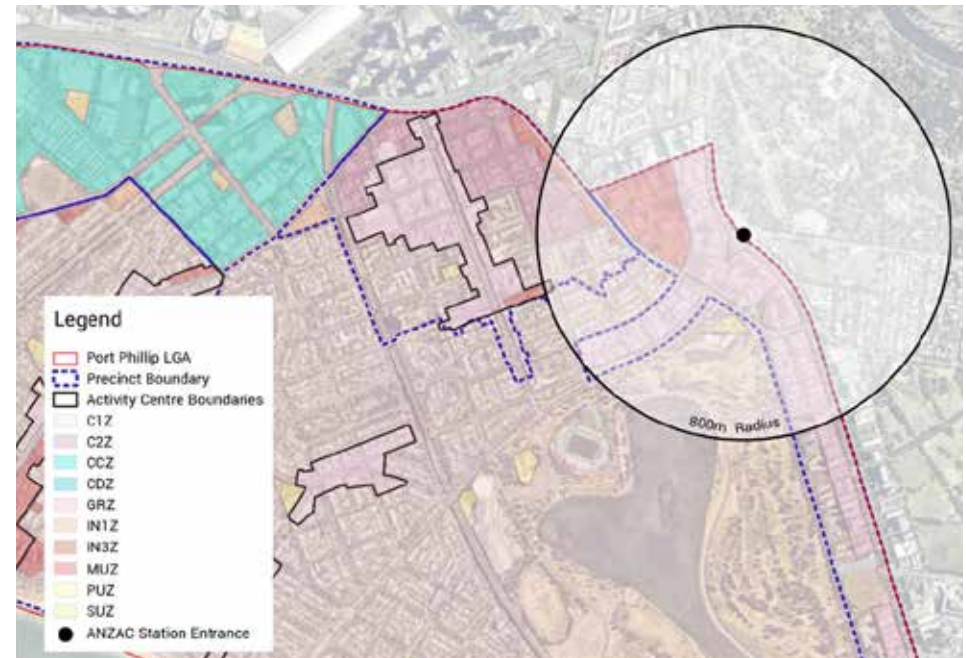 800m Radius
Legend
Port Phillip LGA
Precinct Boundary
Activity Centre Boundaries
C1Z
C2Z
CCZ
CDZ
GRZ
IN1Z
IN3Z
MUZ
PUZ
SUZ
ANZAC Station Entrance